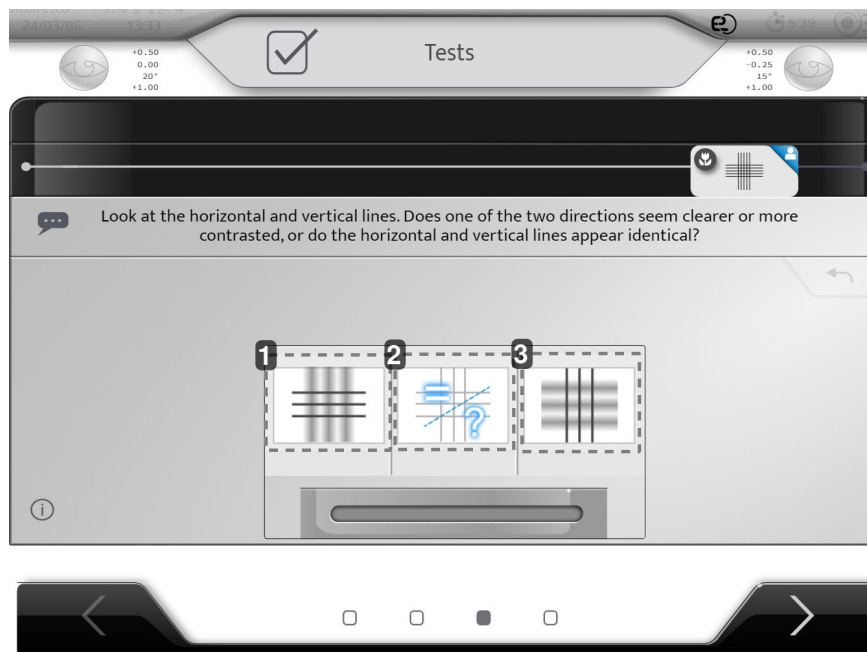 24/03/06 13:33
Tests
5'39
+0.50
0.00
20°
+1.00
+0.50
-0.25
15°
+1.00
Look at the horizontal and vertical lines. Does one of the two directions seem clearer or more
contrasted, or do the horizontal and vertical lines appear identical?
1 2 3
=
?
i